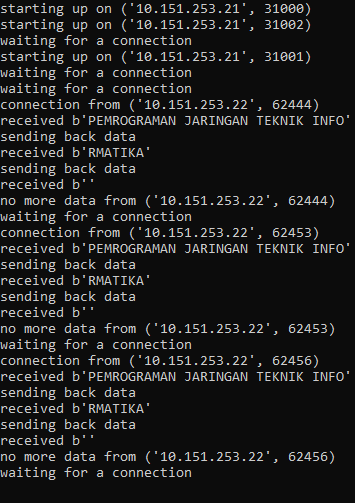 starting up on ('10.151.253.21', 31000)
starting up on ('10.151.253.21', 31002)
waiting for a connection
starting up on ('10.151.253.21', 31001)
waiting for a connection
waiting for a connection
connection from ('10.151.253.22', 62444)
received b'PEMROGRAMAN JARINGAN TEKNIK INFO'
sending back data
received b'RMATIKA'
sending back data
received b''
no more data from ('10.151.253.22', 62444)
waiting for a connection
connection from ('10.151.253.22', 62453)
received b'PEMROGRAMAN JARINGAN TEKNIK INFO'
sending back data
received b'RMATIKA'
sending back data
received b''
no more data from ('10.151.253.22', 62453)
waiting for a connection
connection from ('10.151.253.22', 62456)
received b'PEMROGRAMAN JARINGAN TEKNIK INFO'
sending back data
received b'RMATIKA'
sending back data
received b''
no more data from ('10.151.253.22', 62456)
waiting for a connection